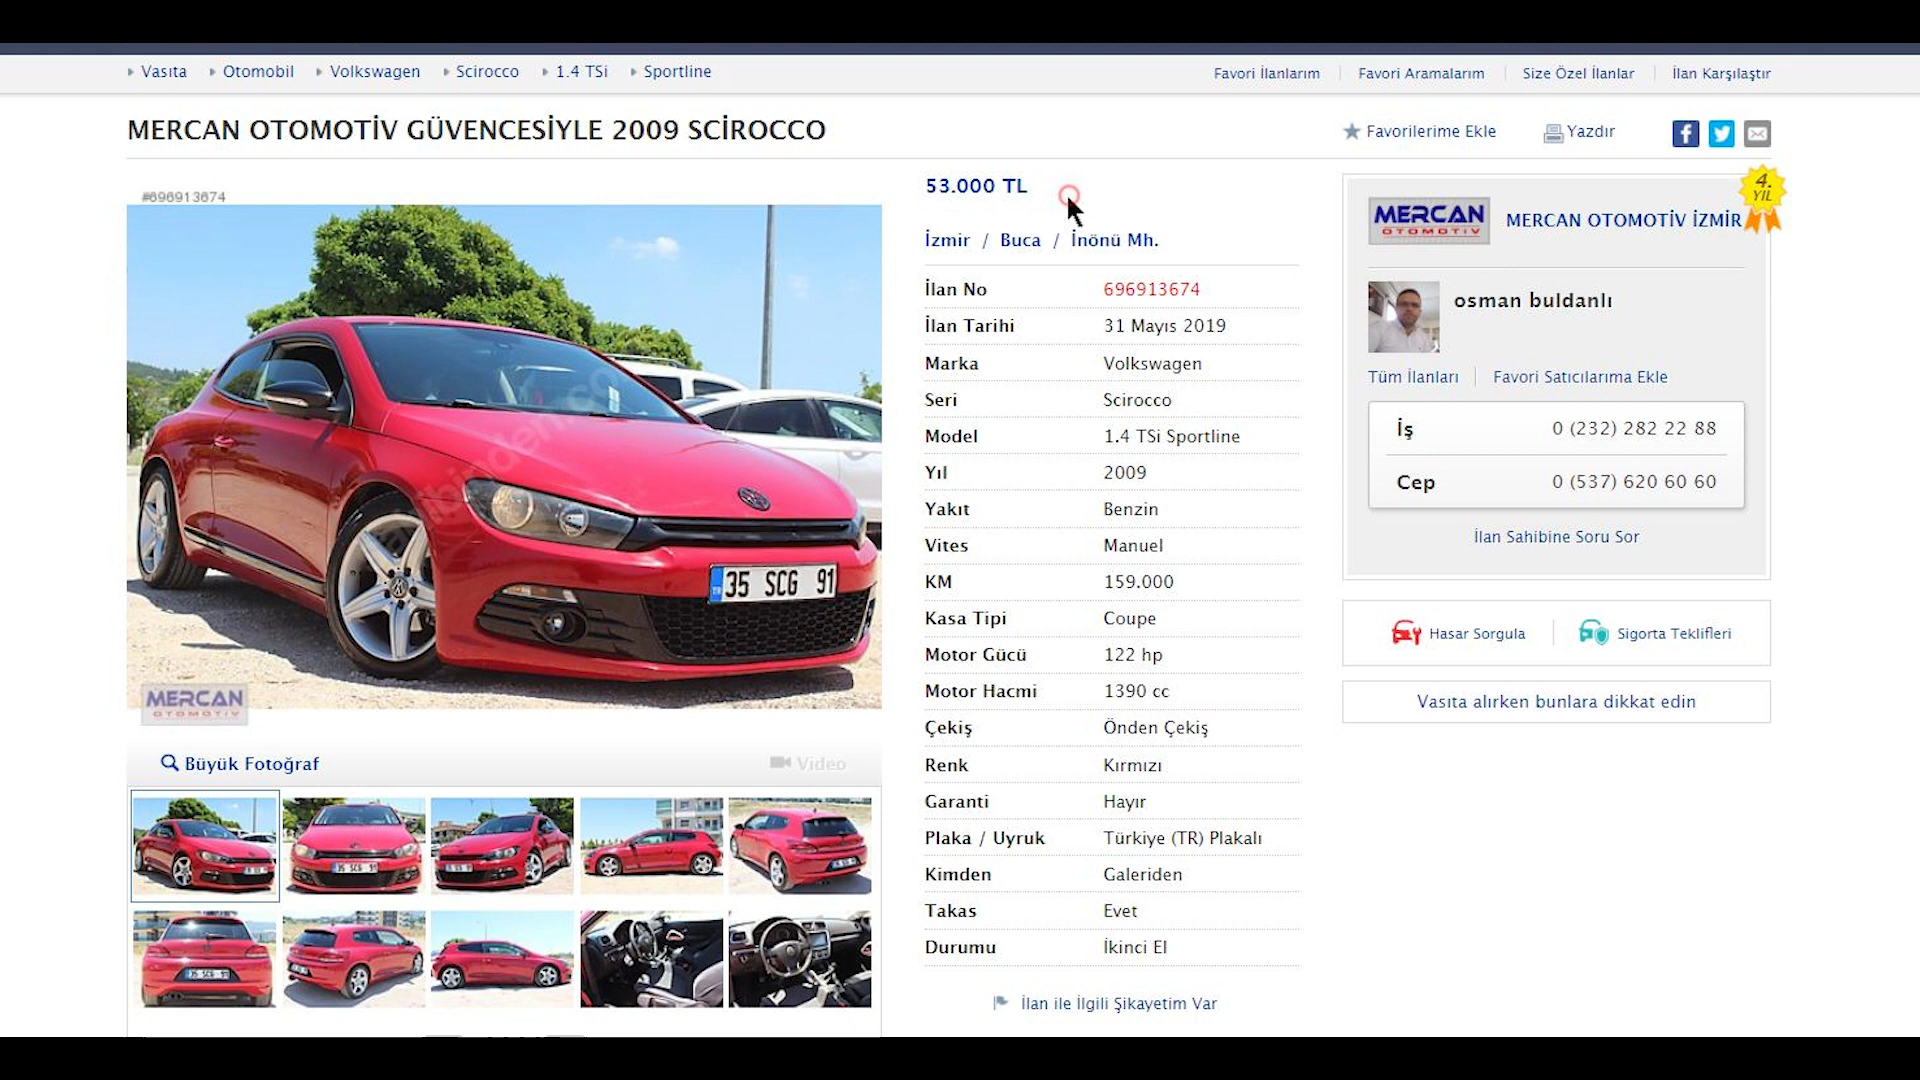 Vasıta Otomobil Volkswagen Scirocco 1.4 TSi Sportline
Favori İlanlarım Favori Aramalarım Size Özel İlanlar İlan Karşılaştır
MERCAN OTOMOTİV GÜVENCESİYLE 2009 SCİROCCO
Favorilerime Ekle Yazdır
#696913674
35 SCG 91
MERCAN
OTOMOTİV
Büyük Fotoğraf Video
53.000 TL
İzmir / Buca / İnönü Mh.
İlan No 696913674
İlan Tarihi 31 Mayıs 2019
Marka Volkswagen
Seri Scirocco
Model 1.4 TSi Sportline
Yıl 2009
Yakıt Benzin
Vites Manuel
KM 159.000
Kasa Tipi Coupe
Motor Gücü 122 hp
Motor Hacmi 1390 cc
Çekiş Önden Çekiş
Renk Kırmızı
Garanti Hayır
Plaka / Uyruk Türkiye (TR) Plakalı
Kimden Galeriden
Takas Evet
Durumu İkinci El
İlan ile İlgili Şikayetim Var
4.
YIL
MERCAN
OTOMOTİV
MERCAN OTOMOTİV İZMİR
osman buldanlı
Tüm İlanları Favori Satıcılarıma Ekle
İş 0 (232) 282 22 88
Cep 0 (537) 620 60 60
İlan Sahibine Soru Sor
Hasar Sorgula Sigorta Teklifleri
Vasıta alırken bunlara dikkat edin